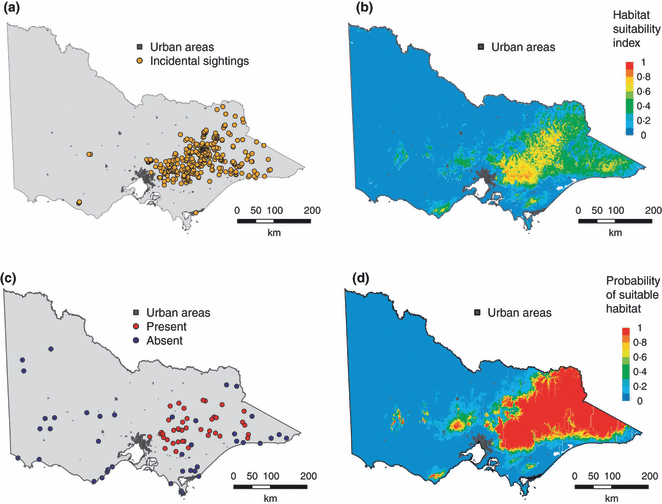 (a)
Urban areas
Incidental sightings
0 50 100 200
km
(b)
Urban areas
Habitat
suitability
index
1
0·8
0·6
0·4
0·2
0
0 50 100 200
km
(c)
Urban areas
Present
Absent
0 50 100 200
km
(d)
Urban areas
Probability
of suitable
habitat
1
0·8
0·6
0·4
0·2
0
0 50 100 200
km